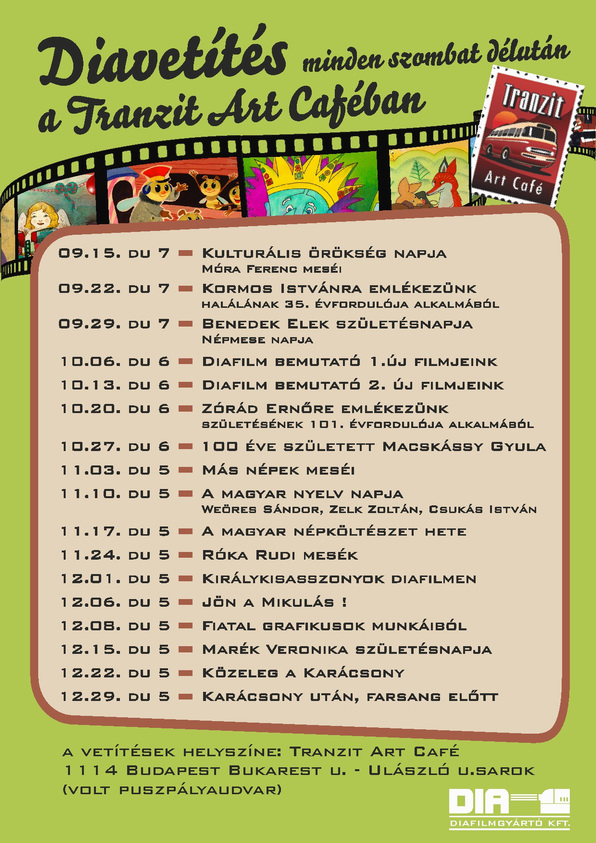 Diavetítés minden szombat délután
a Tranzit Art Caféban
Tranzit
Art Café
09.15. DU 7 – KULTURÁLIS ÖRÖKSÉG NAPJA
MÓRA FERENC MESÉI
09.22. DU 7 – KORMOS ISTVÁNRA EMLÉKEZÜNK
HALÁLÁNAK 35. ÉVFORDULÓJA ALKALMÁBÓL
09.29. DU 7 – BENEDEK ELEK SZÜLETÉSNAPJA
NÉPMESE NAPJA
10.06. DU 6 – DIAFILM BEMUTATÓ 1.ÚJ FILMJEINK
10.13. DU 6 – DIAFILM BEMUTATÓ 2. ÚJ FILMJEINK
10.20. DU 6 – ZÓRÁD ERNŐRE EMLÉKEZÜNK
SZÜLETÉSÉNEK 101. ÉVFORDULÓJA ALKALMÁBÓL
10.27. DU 6 – 100 ÉVE SZÜLETETT MACSKÁSSY GYULA
11.03. DU 5 – MÁS NÉPEK MESÉI
11.10. DU 5 – A MAGYAR NYELV NAPJA
WEÖRES SÁNDOR, ZELK ZOLTÁN, CSUKÁS ISTVÁN
11.17. DU 5 – A MAGYAR NÉPKÖLTÉSZET HETE
11.24. DU 5 – RÓKA RUDI MESÉK
12.01. DU 5 – KIRÁLYKISASSZONYOK DIAFILMEN
12.06. DU 5 – JÖN A MIKULÁS !
12.08. DU 5 – FIATAL GRAFIKUSOK MUNKÁIBÓL
12.15. DU 5 – MARÉK VERONIKA SZÜLETÉSNAPJA
12.22. DU 5 – KÖZELEG A KARÁCSONY
12.29. DU 5 – KARÁCSONY UTÁN, FARSANG ELŐTT
A VETÍTÉSEK HELYSZÍNE: TRANZIT ART CAFÉ
1114 BUDAPEST BUKAREST U. - ULÁSZLÓ U.SAROK
(VOLT PUSZPÁLYAUDVAR)
DIA
DIAFILMGYÁRTÓ KFT.